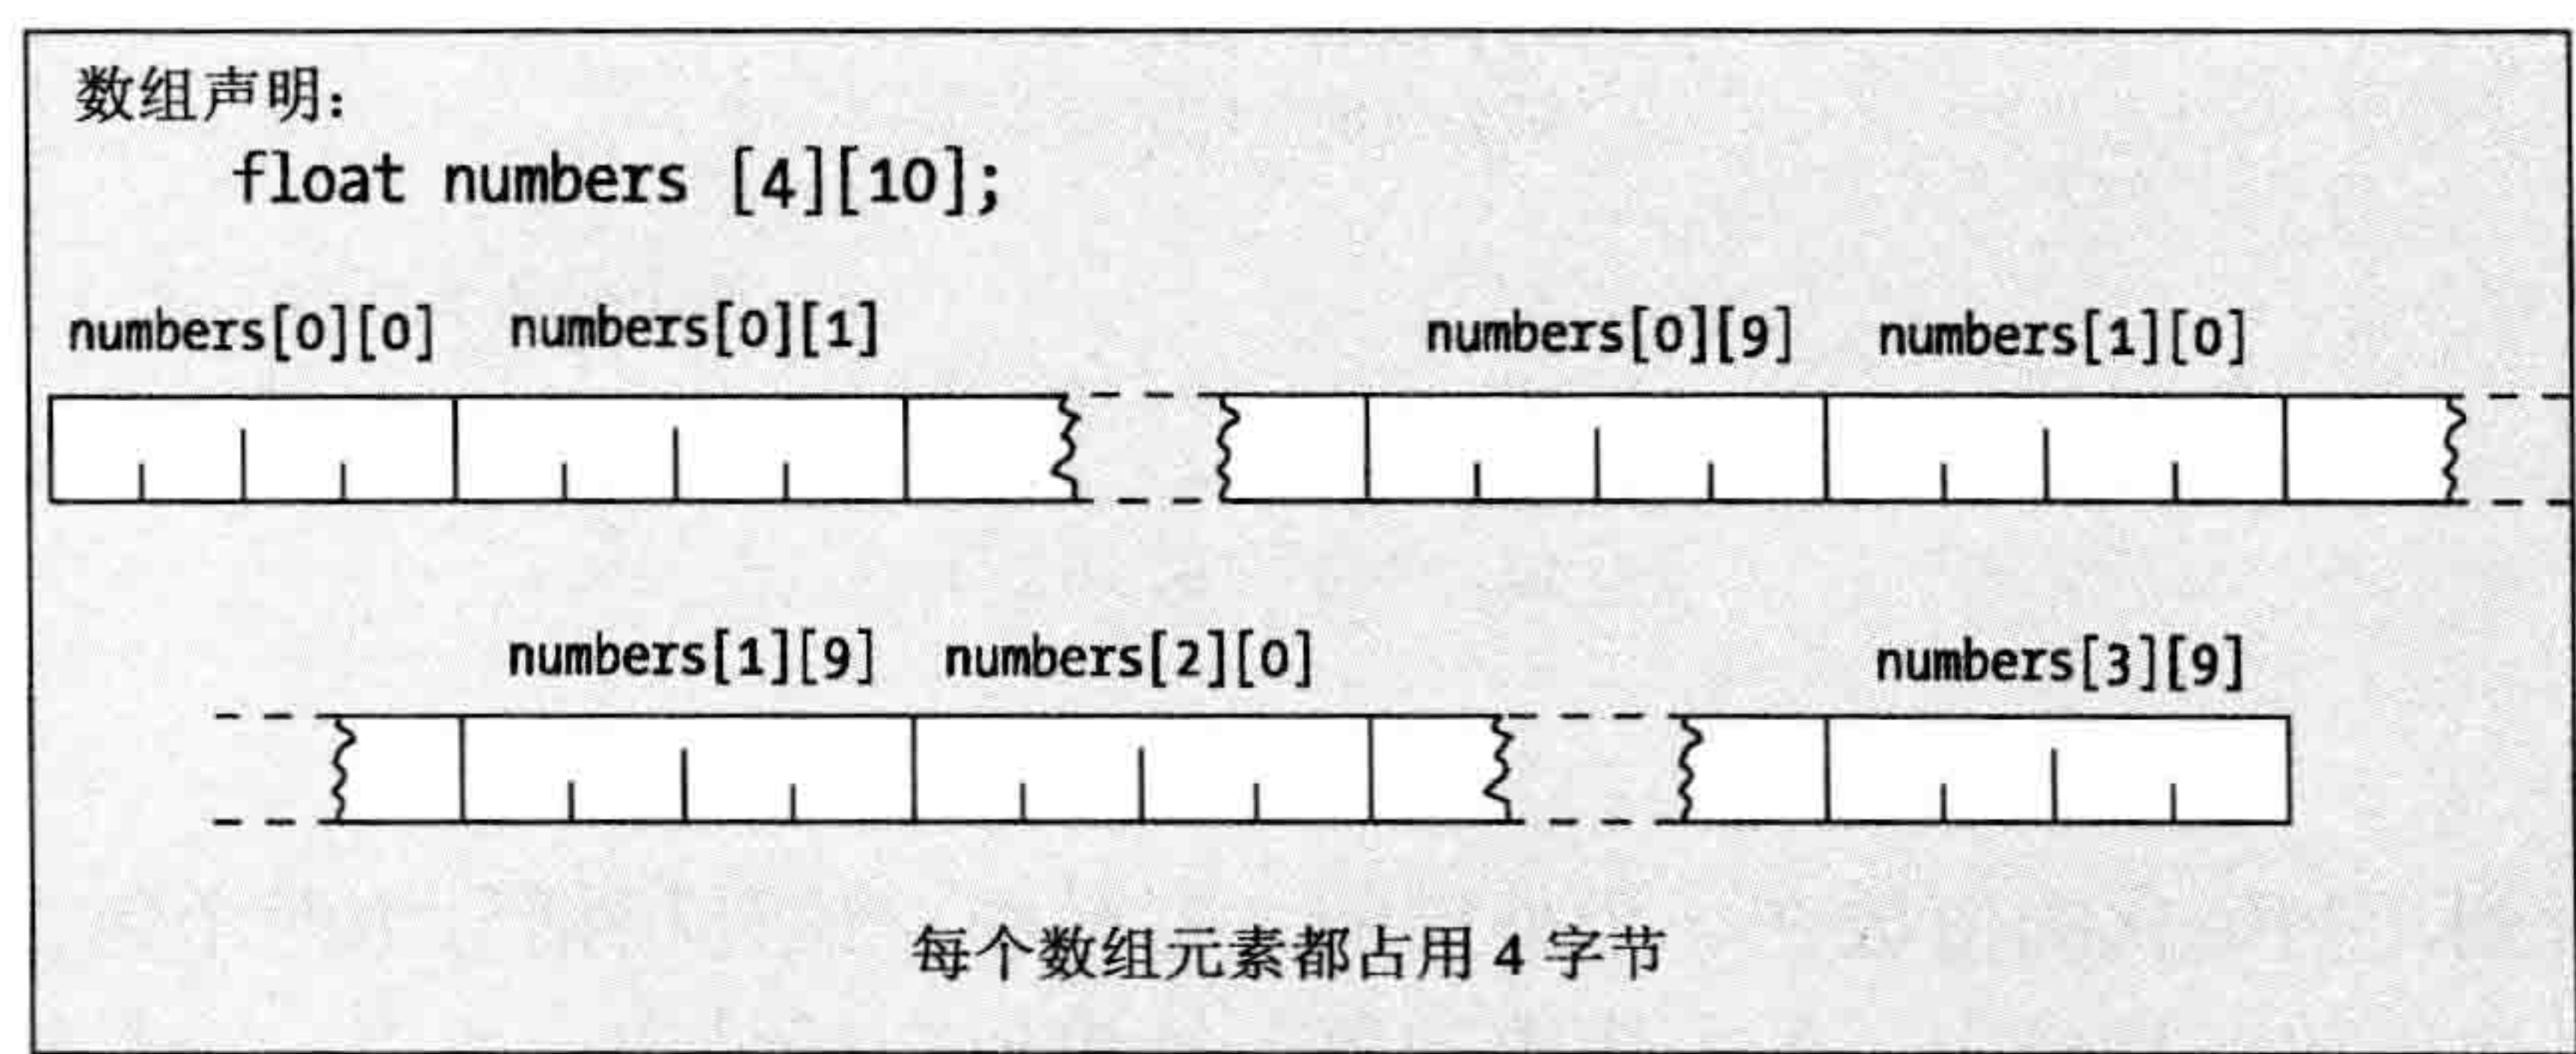 数组声明:
float numbers [4][10];
numbers[0][0] numbers[0][1] numbers[0][9] numbers[1][0]
numbers[1][9] numbers[2][0] numbers[3][9]
每个数组元素都占用 4 字节